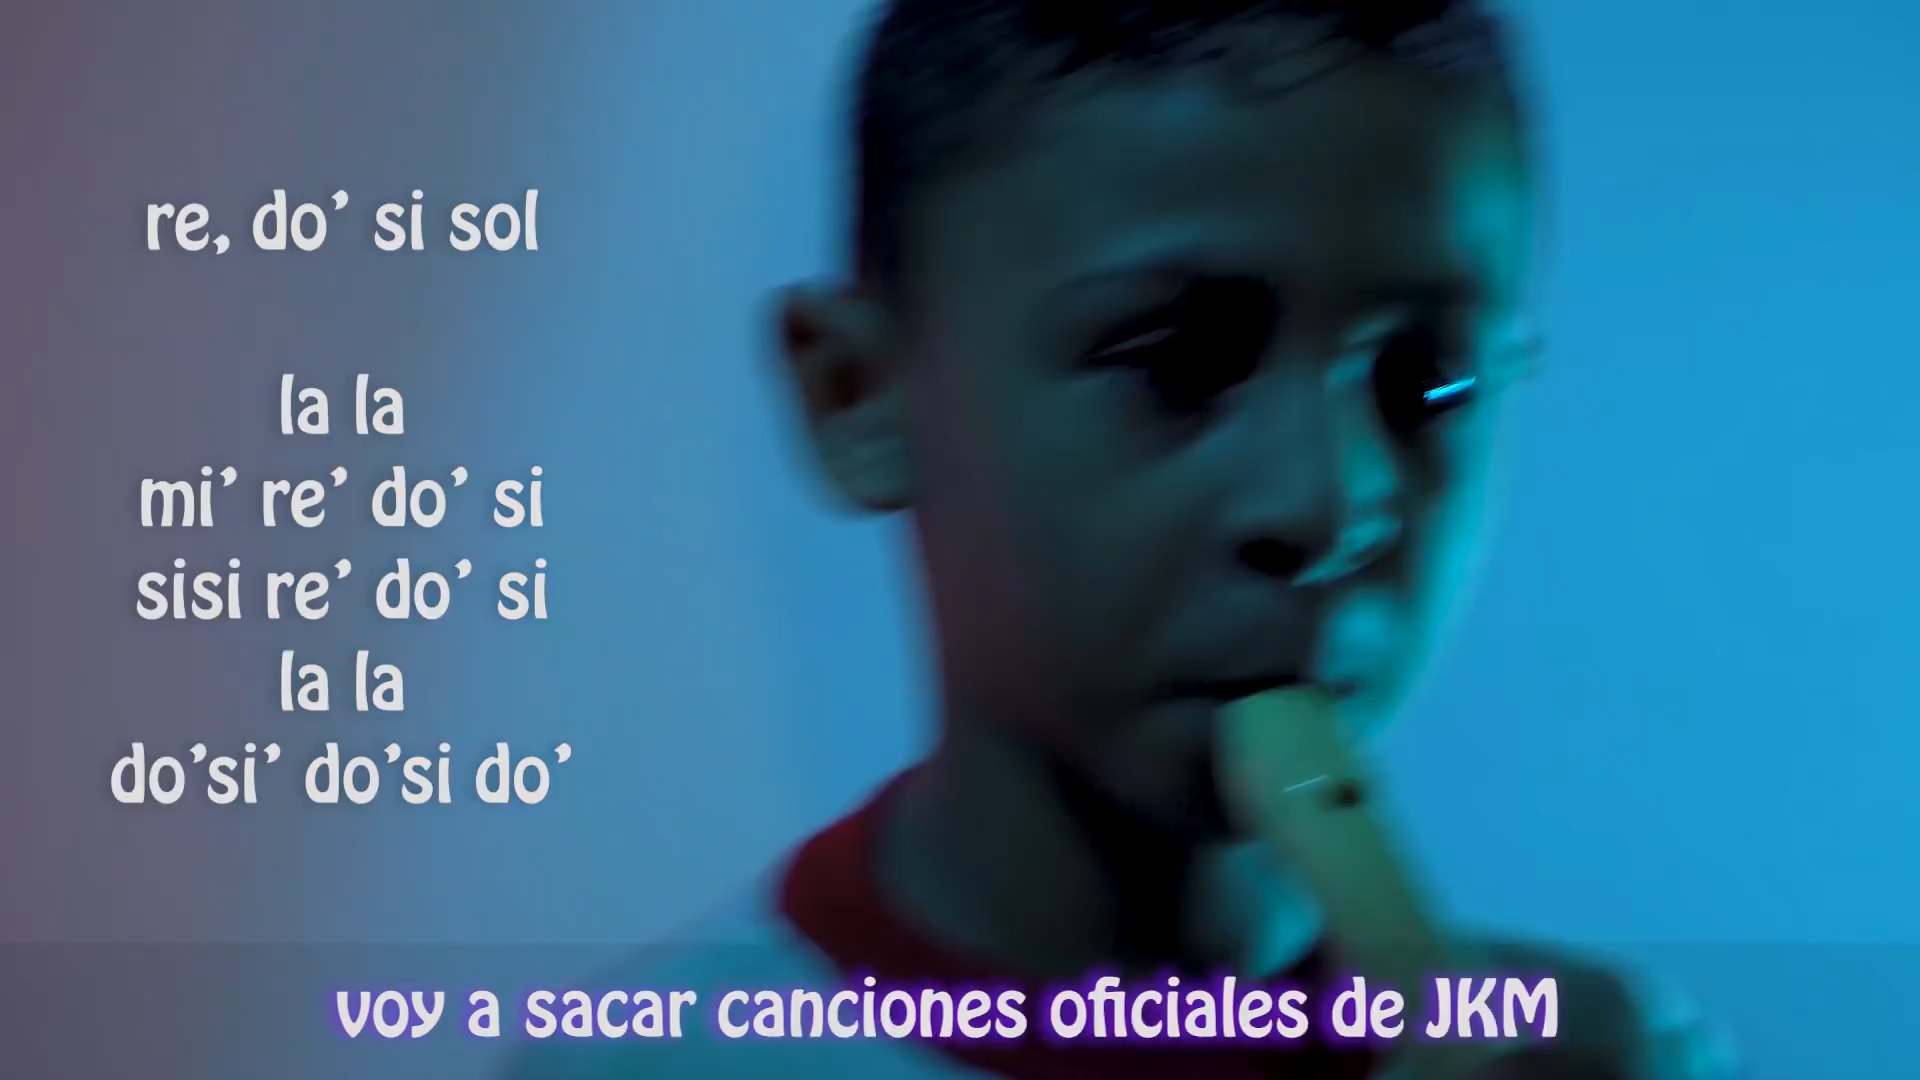 re, do’ si sol
la la
mi’ re’ do’ si
sisi re’ do’ si
la la
do’si’ do’si do’
voy a sacar canciones oficiales de JKM